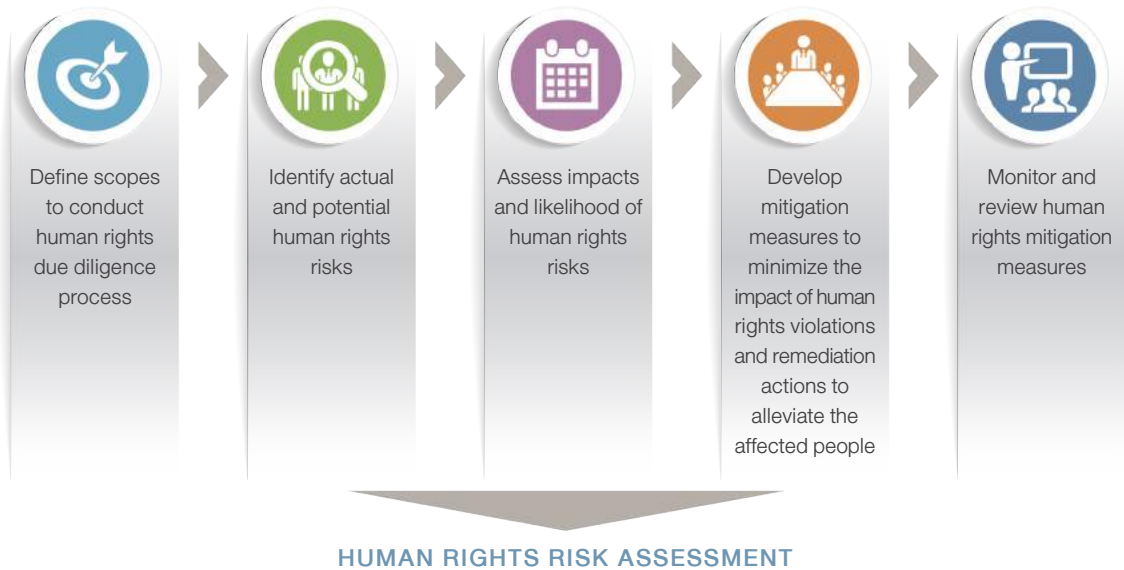 Define scopes
to conduct
human rights
due diligence
process
Identify actual
and potential
human rights
risks
Assess impacts
and likelihood of
human rights
risks
Develop
mitigation
measures to
minimize the
impact of human
rights violations
and remediation
actions to
alleviate the
affected people
Monitor and
review human
rights mitigation
measures
HUMAN RIGHTS RISK ASSESSMENT